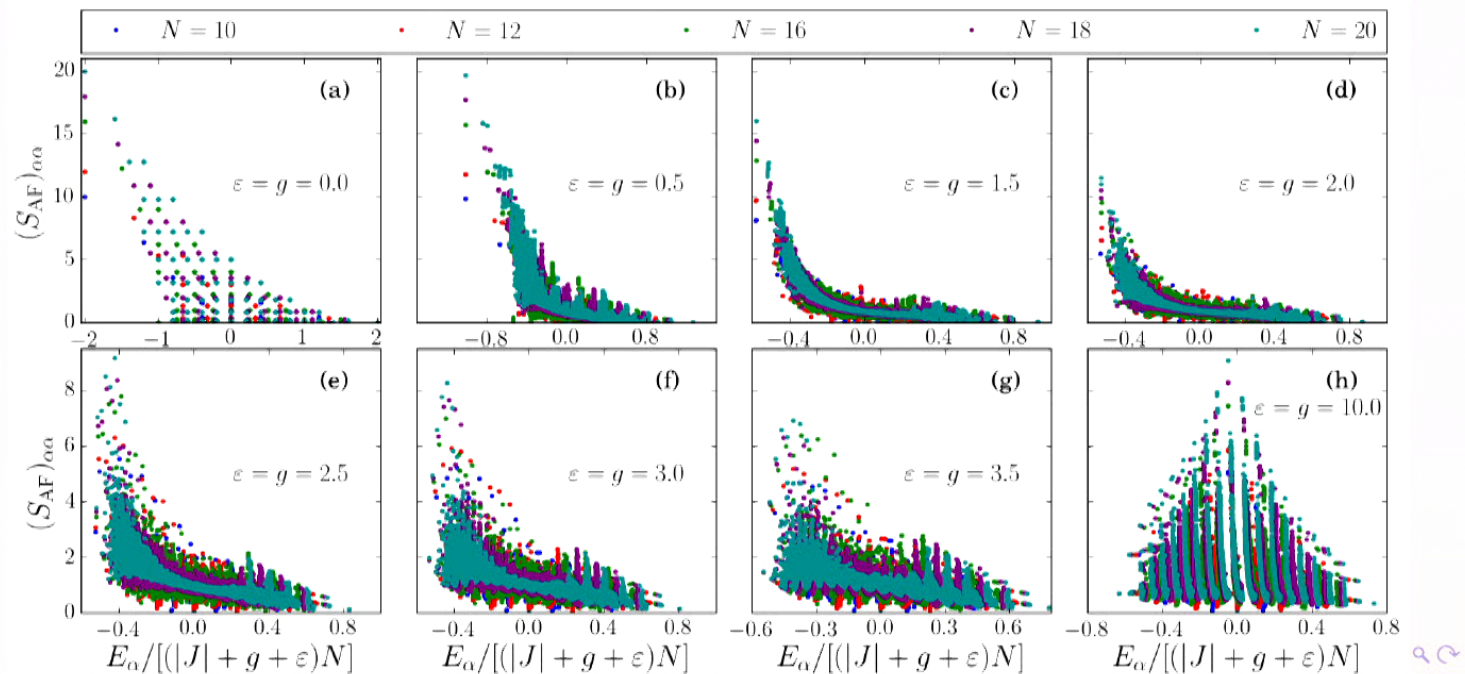 N = 10 N = 12 N = 16 N = 18 N = 20
(a) (b) (c) (d)
ε = g = 0.0 ε = g = 0.5 ε = g = 1.5 ε = g = 2.0
(S_AF)_αα
20
15
10
5
0
−2 −1 0 1 2 −0.8 0.0 0.8 −0.4 0.0 0.4 0.8 −0.4 0.0 0.4 0.8
(e) (f) (g) (h)
ε = g = 2.5 ε = g = 3.0 ε = g = 3.5 ε = g = 10.0
(S_AF)_αα
8
6
4
2
0
−0.4 0.0 0.4 0.8 −0.4 0.0 0.4 0.8 −0.6 −0.3 0.0 0.3 0.6 −0.8 −0.4 0.0 0.4 0.8
E_α/[(|J| + g + ε)N] E_α/[(|J| + g + ε)N] E_α/[(|J| + g + ε)N] E_α/[(|J| + g + ε)N]